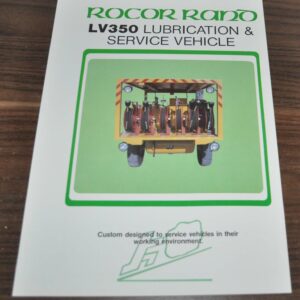 ROCOR RAND
LV350 LUBRICATION &
SERVICE VEHICLE
Custom designed to service vehicles in their
working environment.